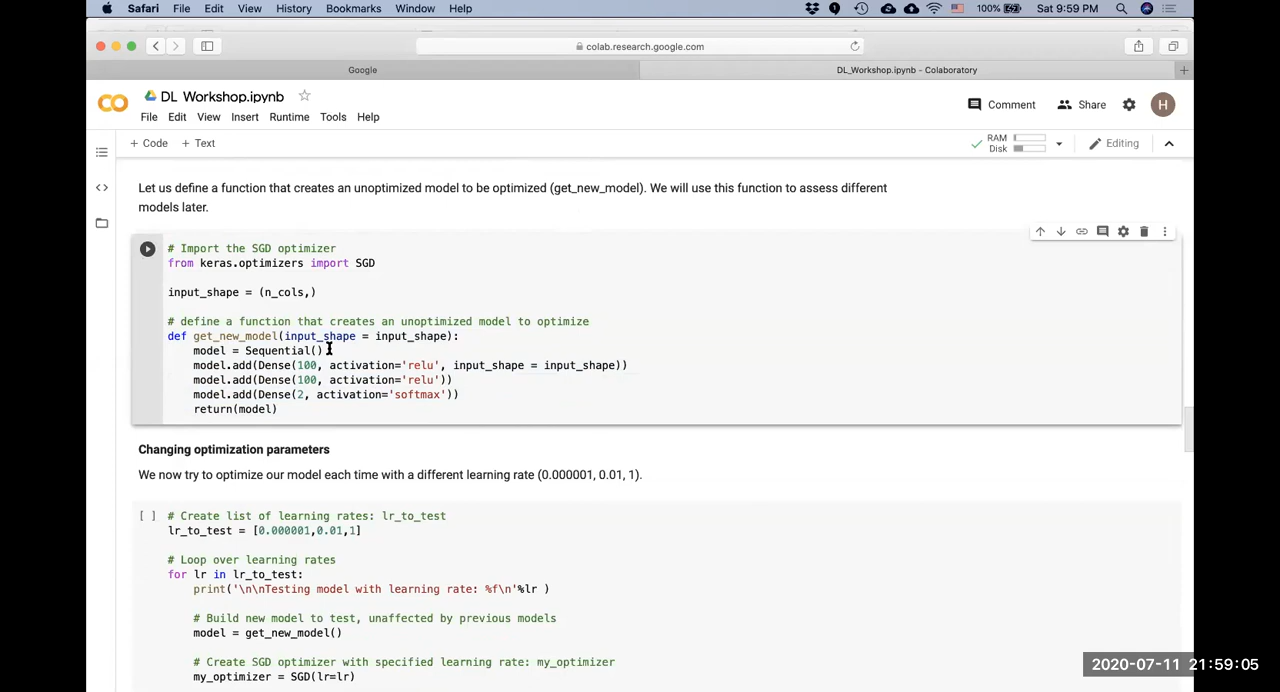 Safari File Edit View History Bookmarks Window Help 100% Sat 9:59 PM
colab.research.google.com
Google DL_Workshop.ipynb - Colaboratory
DL_Workshop.ipynb
File Edit View Insert Runtime Tools Help
Comment Share H
+ Code + Text RAM Disk Editing
Let us define a function that creates an unoptimized model to be optimized (get_new_model). We will use this function to assess different
models later.
# Import the SGD optimizer
from keras.optimizers import SGD
input_shape = (n_cols,)
# define a function that creates an unoptimized model to optimize
def get_new_model(input_shape = input_shape):
model = Sequential()
model.add(Dense(100, activation='relu', input_shape = input_shape))
model.add(Dense(100, activation='relu'))
model.add(Dense(2, activation='softmax'))
return(model)
Changing optimization parameters
We now try to optimize our model each time with a different learning rate (0.000001, 0.01, 1).
[ ] # Create list of learning rates: lr_to_test
lr_to_test = [0.000001,0.01,1]
# Loop over learning rates
for lr in lr_to_test:
print('\n\nTesting model with learning rate: %f\n'%lr )
# Build new model to test, unaffected by previous models
model = get_new_model()
# Create SGD optimizer with specified learning rate: my_optimizer
my_optimizer = SGD(lr=lr)
2020-07-11 21:59:05